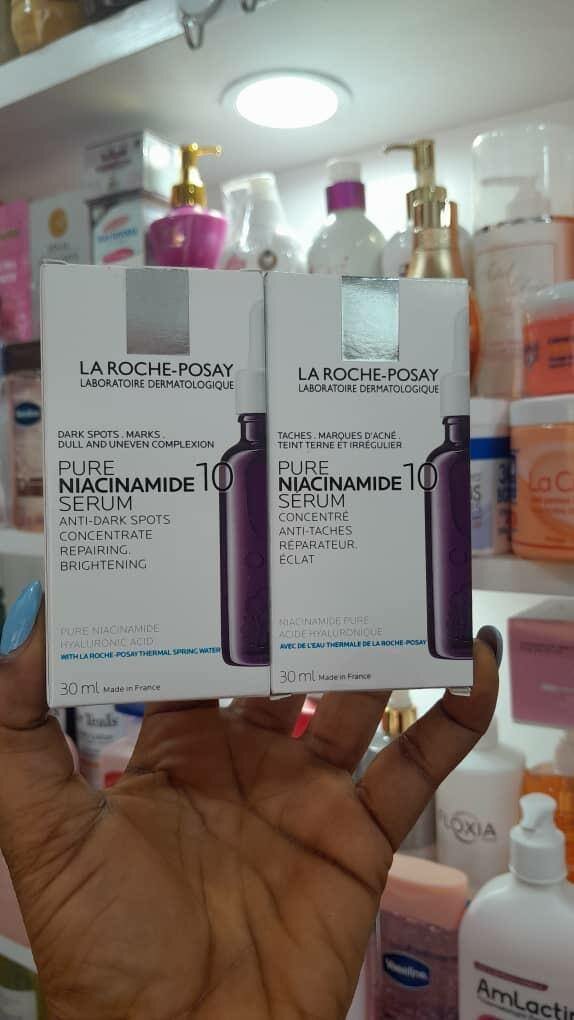 LA ROCHE-POSAY
LABORATOIRE DERMATOLOGIQUE
DARK SPOTS . MARKS .
DULL AND UNEVEN COMPLEXION
PURE
NIACINAMIDE 10
SERUM
ANTI-DARK SPOTS
CONCENTRATE
REPAIRING.
BRIGHTENING
PURE NIACINAMIDE
HYALURONIC ACID
WITH LA ROCHE-POSAY THERMAL SPRING WATER
30 ml Made in France
LA ROCHE-POSAY
LABORATOIRE DERMATOLOGIQUE
TACHES . MARQUES D'ACNÉ .
TEINT TERNE ET IRRÉGULIER
PURE
NIACINAMIDE 10
SÉRUM
CONCENTRÉ
ANTI-TACHES
RÉPARATEUR.
ÉCLAT
NIACINAMIDE PURE
ACIDE HYALURONIQUE
AVEC DE L'EAU THERMALE DE LA ROCHE-POSAY
30 ml Made in France
FLOXIA
Vaseline
AmLactin